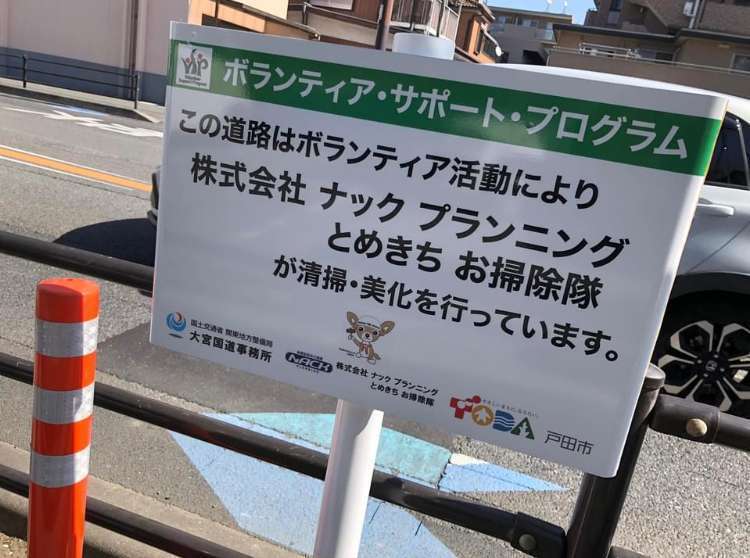 VSP
ボランティア・サポート・プログラム
この道路はボランティア活動により
株式会社 ナック プランニング
とめきち お掃除隊
が清掃・美化を行っています。
国土交通省 関東地方整備局
大宮国道事務所
NACK
株式会社 ナック プランニング
とめきち お掃除隊
TODA
戸田市